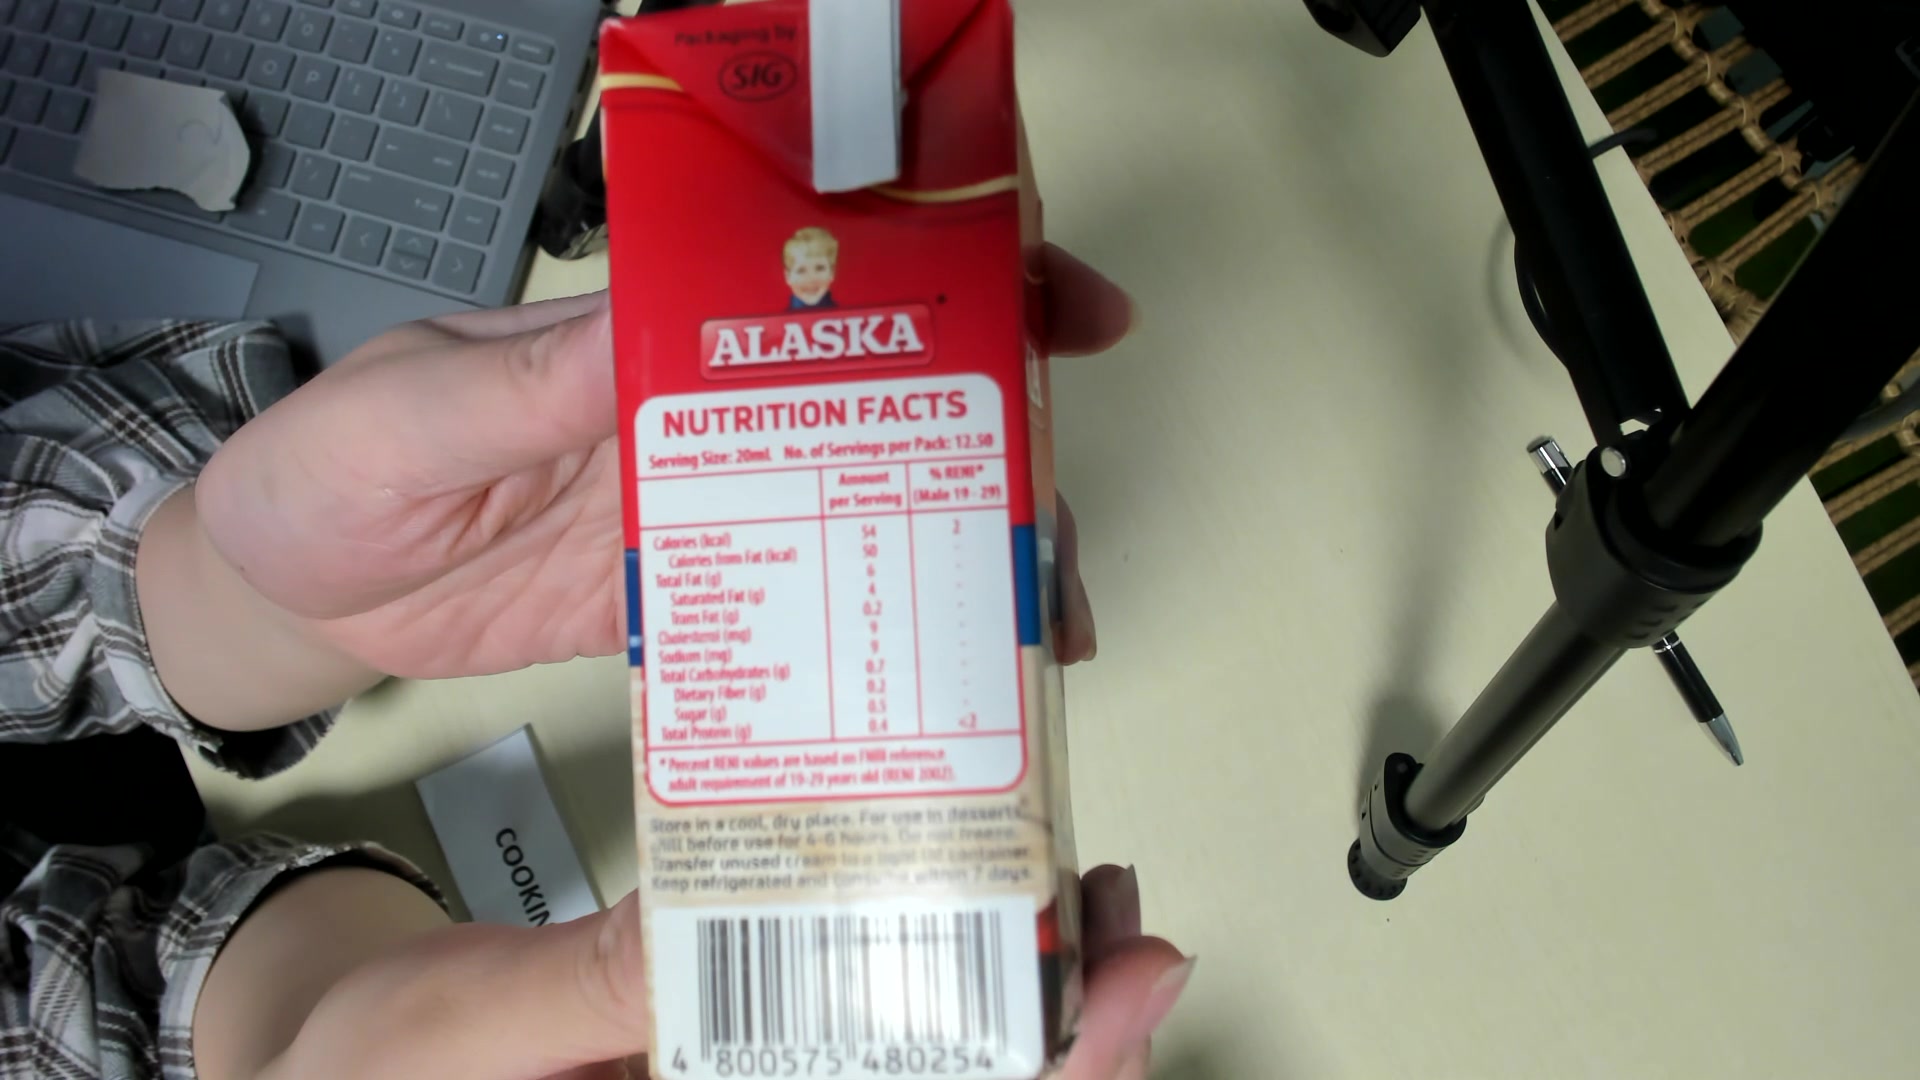 Packaging by
SIG
ALASKA
NUTRITION FACTS
Serving Size: 20mL No. of Servings per Pack: 12.50
Amount per Serving
% RENI* (Male 19 - 29)
Calories (kcal) 54 2
Calories from Fat (kcal) 50 -
Total Fat (g) 6 -
Saturated Fat (g) 4 -
Trans Fat (g) 0.2 -
Cholesterol (mg) 9 -
Sodium (mg) 9 -
Total Carbohydrates (g) 0.7 -
Dietary Fiber (g) 0.2 -
Sugar (g) 0.5 -
Total Protein (g) 0.4 <2
* Percent RENI values are based on FNRI reference
adult requirement of 19-29 years old (RENI 2002).
Store in a cool, dry place. For use in desserts,
chill before use for 4-6 hours. Do not freeze.
Transfer unused cream to a tight lid container.
Keep refrigerated and consume within 7 days.
4 800575 480254
COOKIN